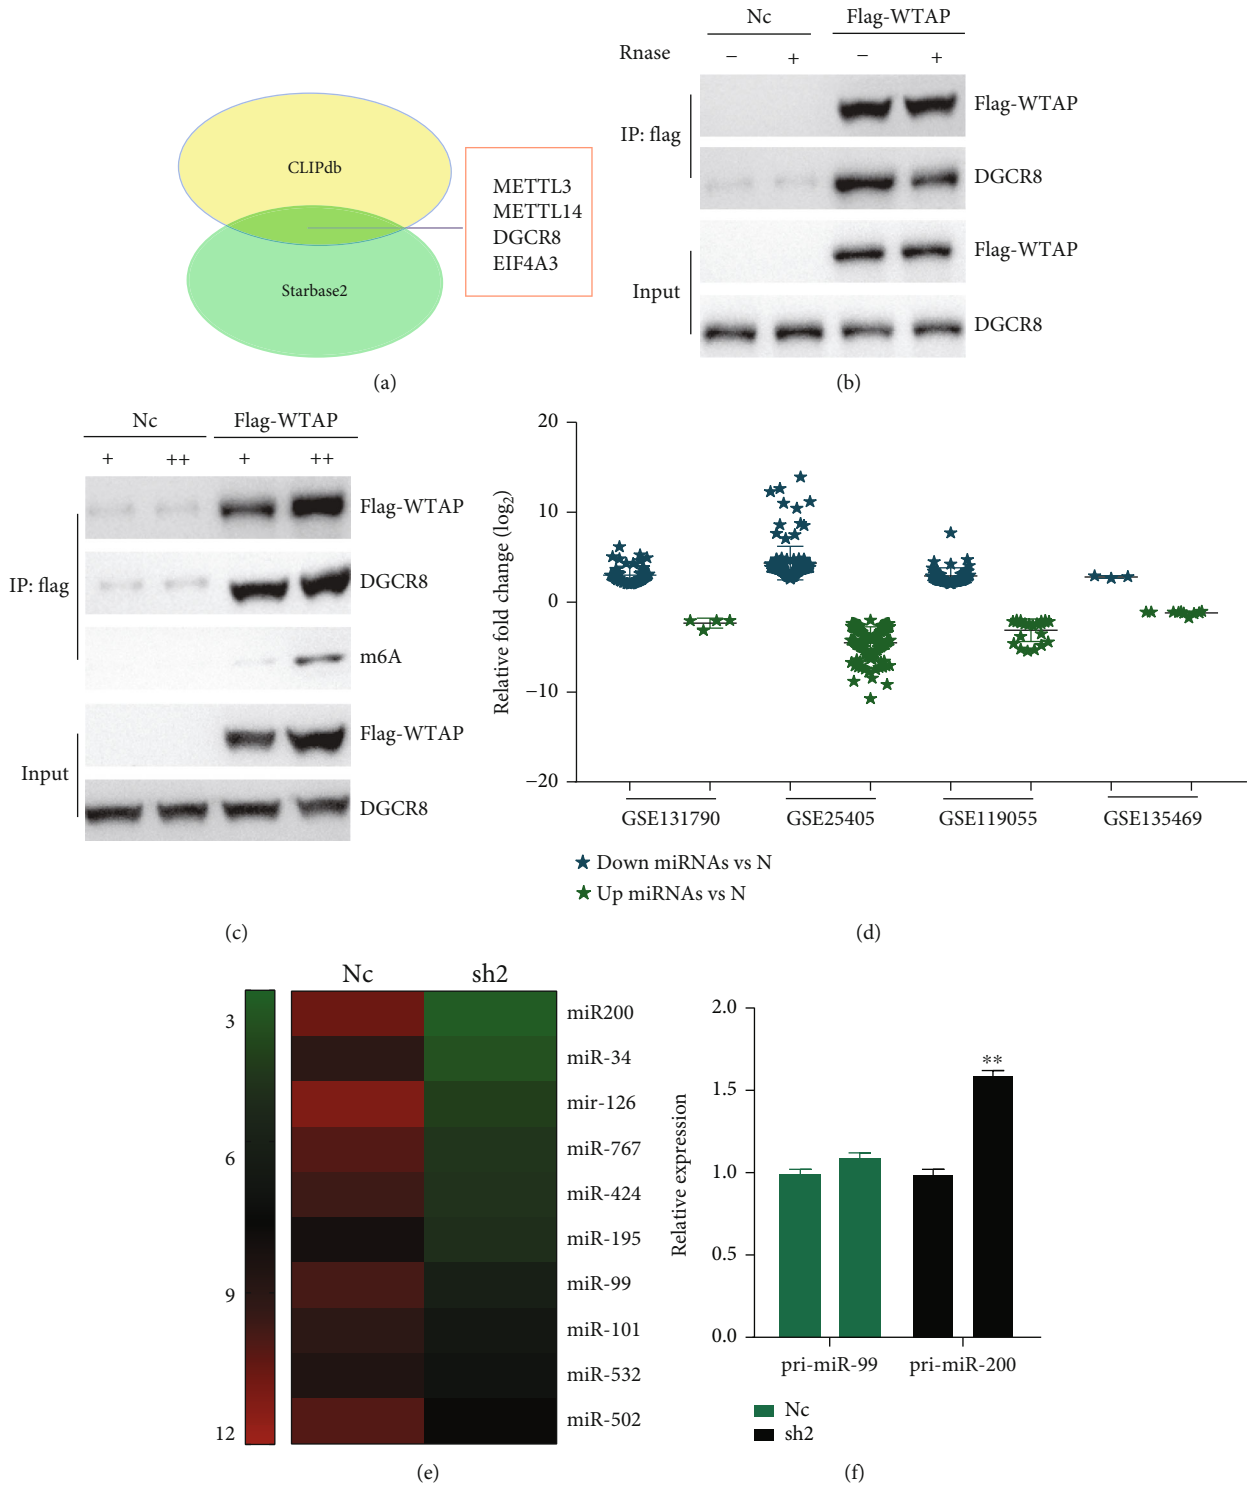 CLIPdb
Starbase2
METTL3
METTL14
DGCR8
EIF4A3
(a)
Nc Flag-WTAP
Rnase − + − +
IP: flag
Flag-WTAP
DGCR8
Input
Flag-WTAP
DGCR8
(b)
Nc Flag-WTAP
+ ++ + ++
IP: flag
Flag-WTAP
DGCR8
m6A
Input
Flag-WTAP
DGCR8
(c)
Relative fold change (log2)
20
10
0
−10
−20
GSE131790 GSE25405 GSE119055 GSE135469
Down miRNAs vs N
Up miRNAs vs N
(d)
Nc sh2
3
6
9
12
miR200
miR-34
mir-126
miR-767
miR-424
miR-195
miR-99
miR-101
miR-532
miR-502
(e)
Relative expression
2.0
1.5
1.0
0.5
0.0
**
pri-miR-99 pri-miR-200
Nc
sh2
(f)